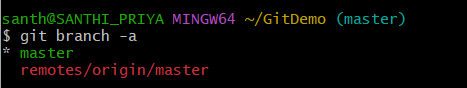 santh@SANTHI_PRIYA MINGW64 ~/GitDemo (master)
$ git branch -a
* master
  remotes/origin/master